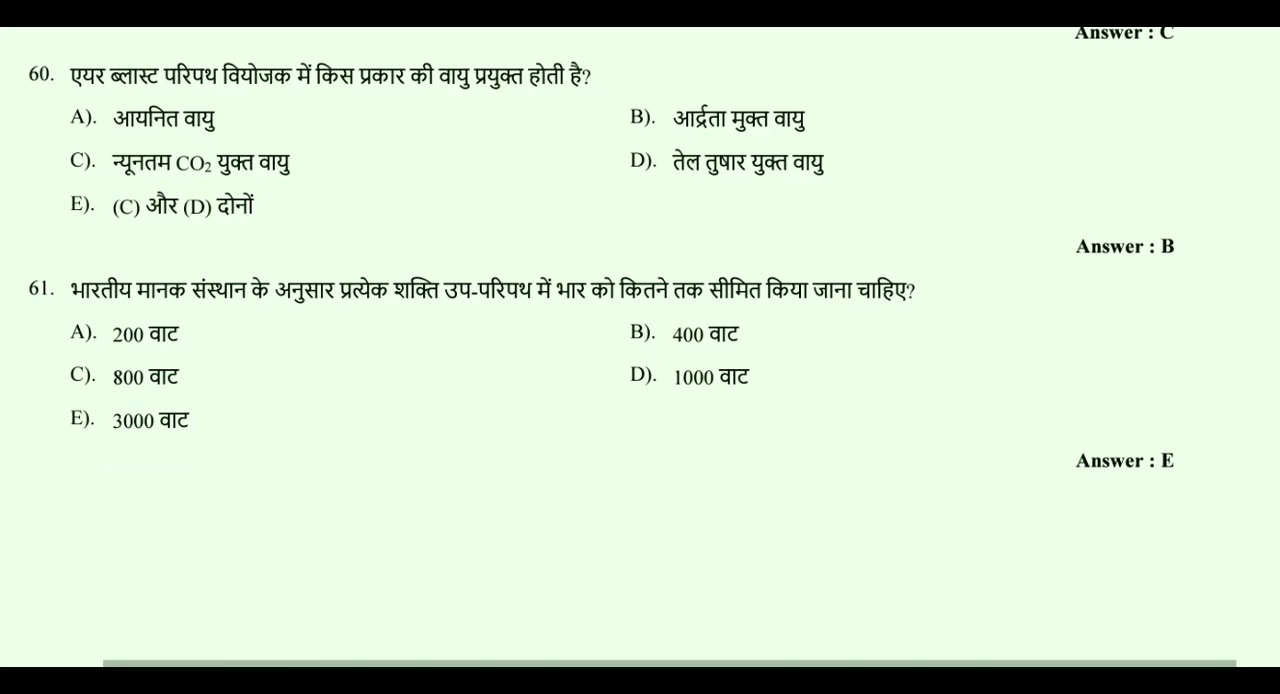 Answer : C
60. एयर ब्लास्ट परिपथ वियोजक में किस प्रकार की वायु प्रयुक्त होती है?
A). आयनित वायु
B). आर्द्रता मुक्त वायु
C). न्यूनतम CO₂ युक्त वायु
D). तेल तुषार युक्त वायु
E). (C) और (D) दोनों
Answer : B
61. भारतीय मानक संस्थान के अनुसार प्रत्येक शक्ति उप-परिपथ में भार को कितने तक सीमित किया जाना चाहिए?
A). 200 वाट
B). 400 वाट
C). 800 वाट
D). 1000 वाट
E). 3000 वाट
Answer : E